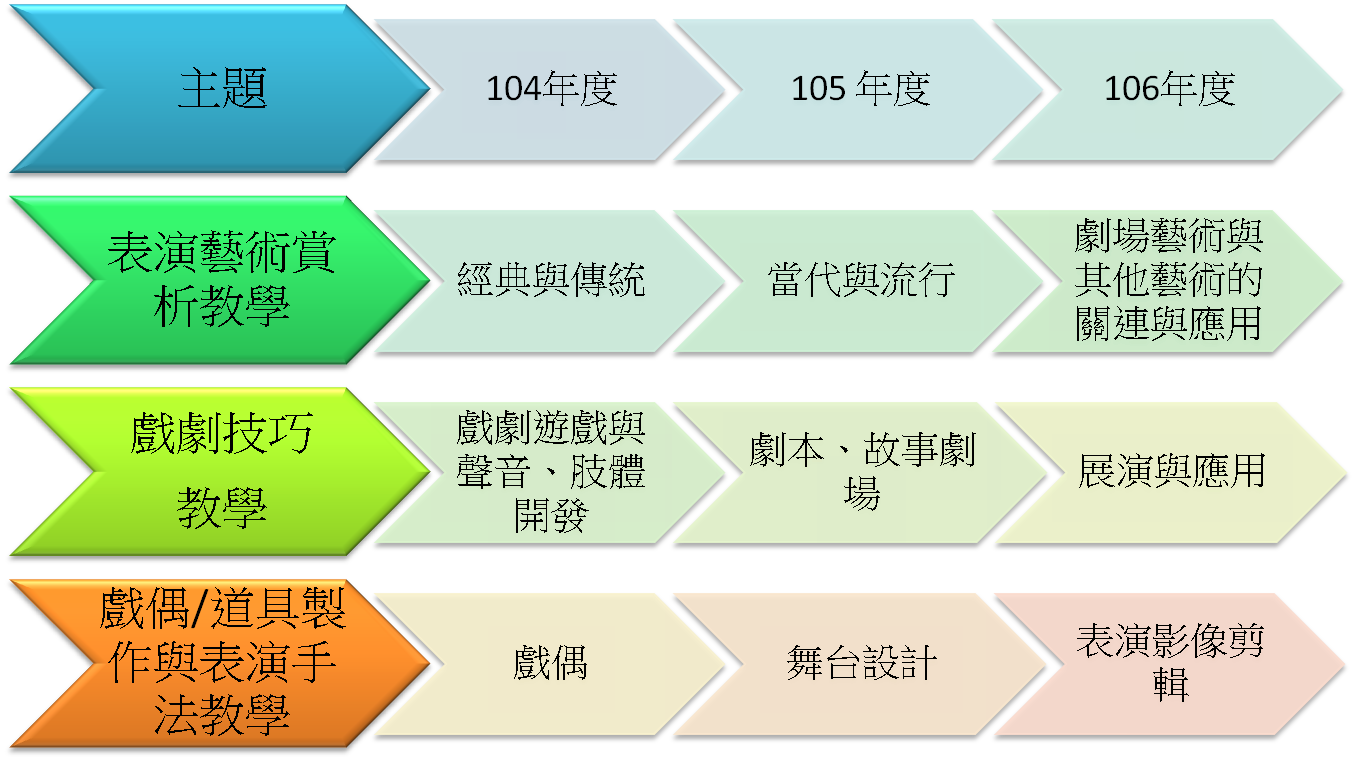 主題
104年度
105 年度
106年度
表演藝術賞
析教學
經典與傳統
當代與流行
劇場藝術與
其他藝術的
關連與應用
戲劇技巧
教學
戲劇遊戲與
聲音、肢體
開發
劇本、故事劇
場
展演與應用
戲偶/道具製
作與表演手
法教學
戲偶
舞台設計
表演影像剪
輯